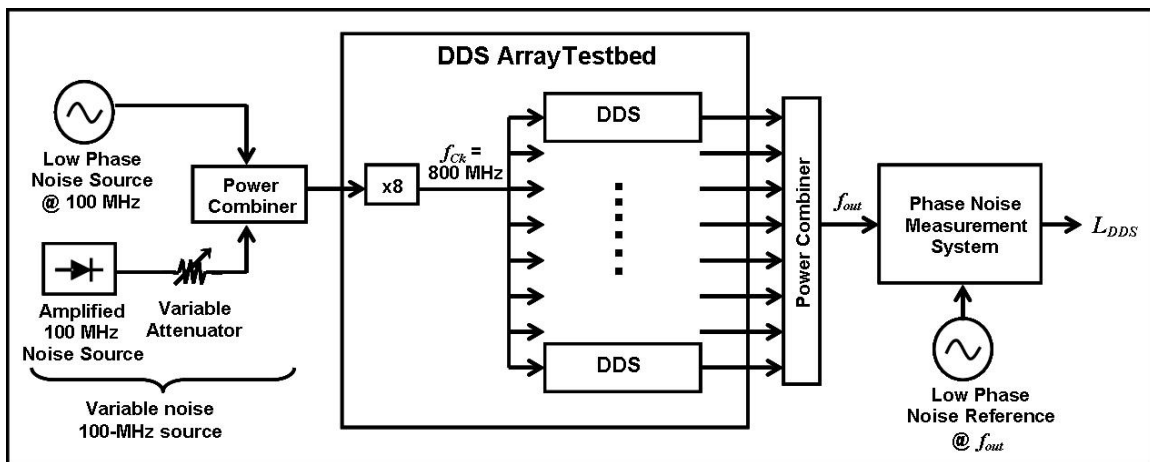 DDS ArrayTestbed
Low Phase
Noise Source
@ 100 MHz
Power
Combiner
Amplified
100 MHz
Noise Source
Variable
Attenuator
Variable noise
100-MHz source
x8
fCk =
800 MHz
DDS
DDS
Power Combiner
fout
Phase Noise
Measurement
System
LDDS
Low Phase
Noise Reference
@ fout